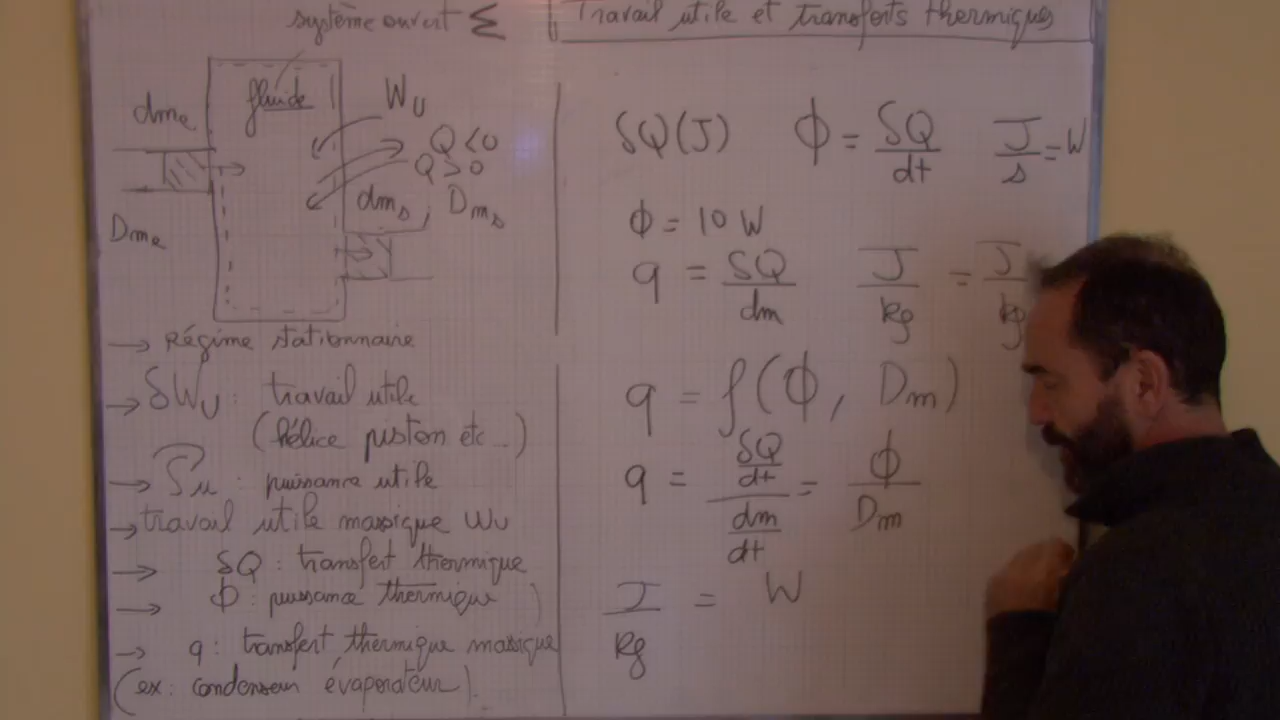 système ouvert Σ
Travail utile et transferts thermiques
fluide
dme
Dme
WU
Q<0
Q>0
dms ; Dms
→ Régime stationnaire
→ δWU : travail utile
(hélice piston etc...)
→ Pu : puissance utile
→ travail utile massique wu
→ δQ : transfert thermique
→ Φ : puissance thermique
→ q : transfert thermique massique
(ex : condenseur évaporateur).
δQ(J) Φ = δQ/dt J/s = W
Φ = 10 W
q = δQ/dm J/kg = J/kg
q = f(Φ, Dm)
q = (δQ/dt)/(dm/dt) = Φ/Dm
J/kg = W